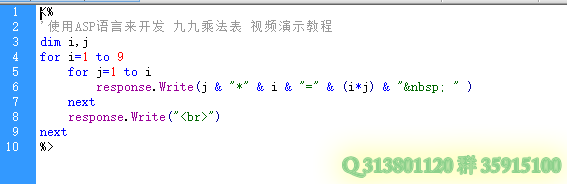 1 <%
2 '使用ASP语言来开发 九九乘法表 视频演示教程
3 dim i,j
4 for i=1 to 9
5 for j=1 to i
6 response.Write(j & "*" & i & "=" & (i*j) & "&nbsp; " )
7 next
8 response.Write("<br>")
9 next
10 %>
Q 313801120 群 35915100